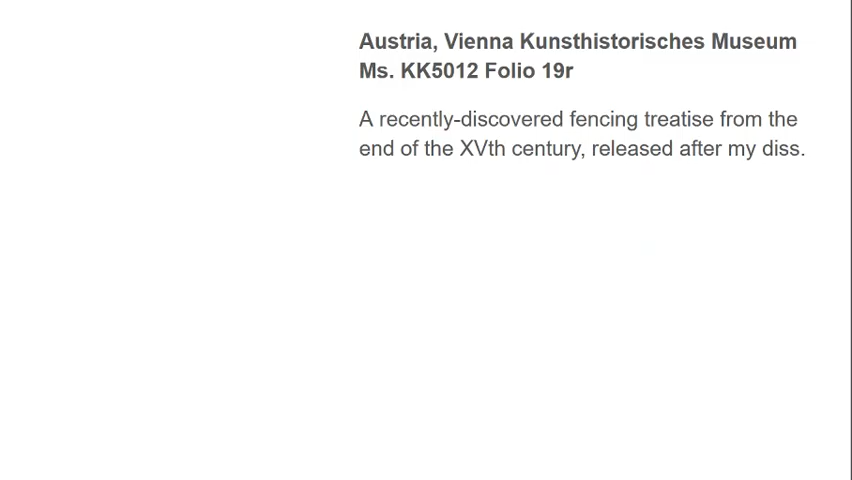 Austria, Vienna Kunsthistorisches Museum
Ms. KK5012 Folio 19r
A recently-discovered fencing treatise from the
end of the XVth century, released after my diss.